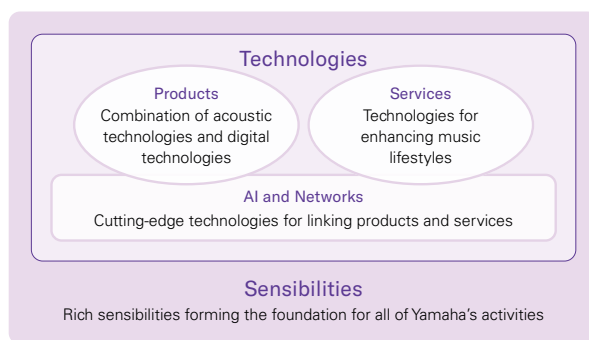 Technologies
Products
Combination of acoustic
technologies and digital
technologies
Services
Technologies for
enhancing music
lifestyles
AI and Networks
Cutting-edge technologies for linking products and services
Sensibilities
Rich sensibilities forming the foundation for all of Yamaha's activities